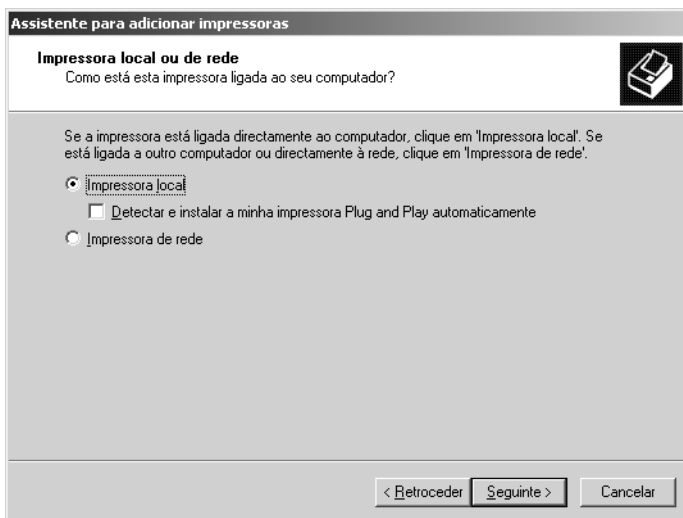 Assistente para adicionar impressoras
Impressora local ou de rede
Como está esta impressora ligada ao seu computador?
Se a impressora está ligada directamente ao computador, clique em 'Impressora local'. Se
está ligada a outro computador ou directamente à rede, clique em 'Impressora de rede'.
Impressora local
Detectar e instalar a minha impressora Plug and Play automaticamente
Impressora de rede
< Retroceder Seguinte > Cancelar